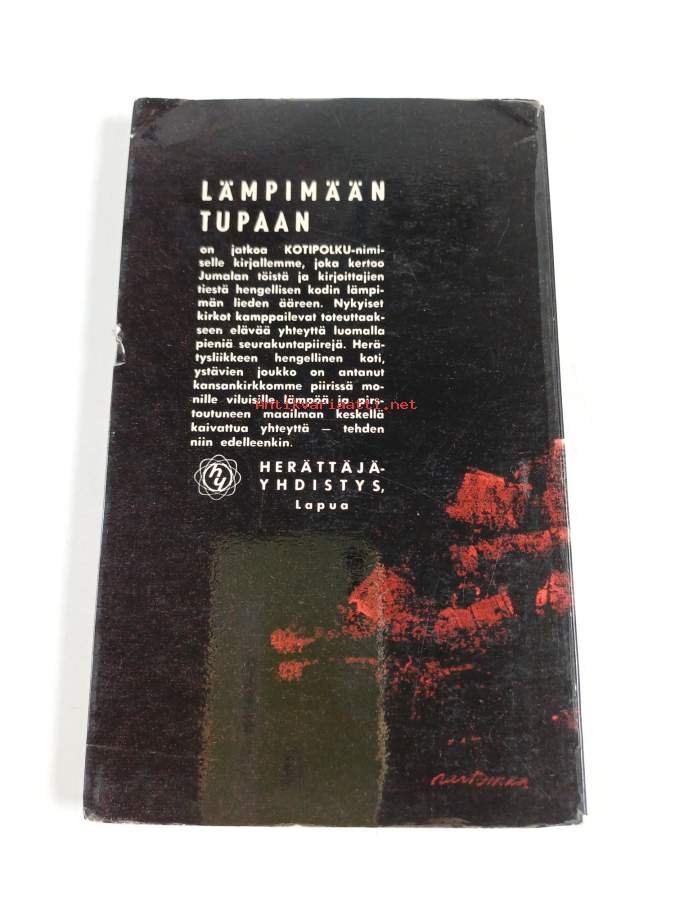 LÄMPIMÄÄN
TUPAAN
on jatkoa KOTIPOLKU-nimi-
selle kirjallemme, joka kertoo
Jumalan töistä ja kirjoittajien
tiestä hengellisen kodin lämpi-
män lieden ääreen. Nykyiset
kirkot kamppailevat toteuttaak-
seen elävää yhteyttä luomalla
pieniä seurakuntapiirejä. Herä-
tysliikkeen hengellinen koti,
ystävien joukko on antanut
kansankirkkomme piirissä mo-
nille viluisille lämpöä ja pirs-
Antikvariaatti.net
toutuneen maailman keskellä
kaivattua yhteyttä — tehden
niin edelleenkin.
hy
HERÄTTÄJÄ-
YHDISTYS,
Lapua